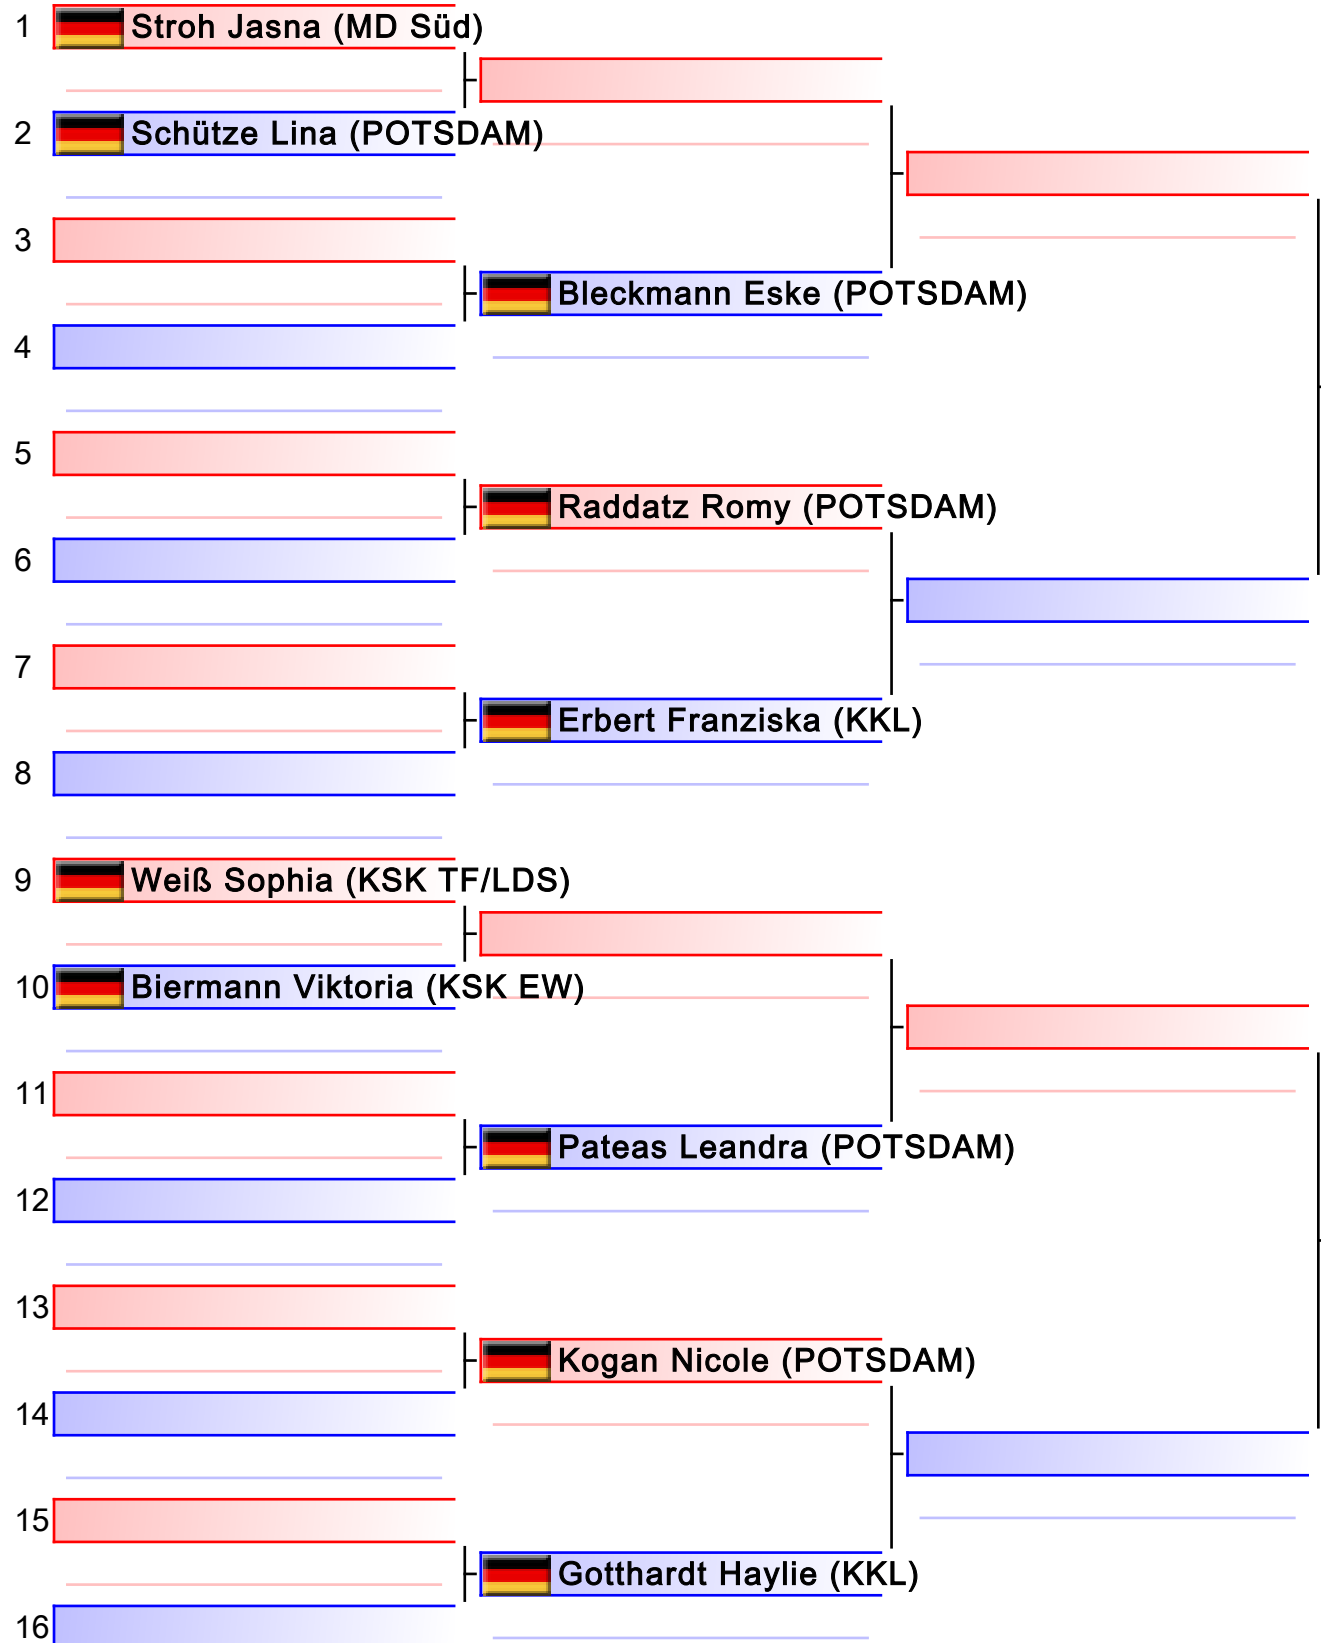 1 Stroh Jasna (MD Süd)
2 Schütze Lina (POTSDAM)
3
Bleckmann Eske (POTSDAM)
4
5
Raddatz Romy (POTSDAM)
6
7
Erbert Franziska (KKL)
8
9 Weiß Sophia (KSK TF/LDS)
10 Biermann Viktoria (KSK EW)
11
Pateas Leandra (POTSDAM)
12
13
Kogan Nicole (POTSDAM)
14
15
Gotthardt Haylie (KKL)
16